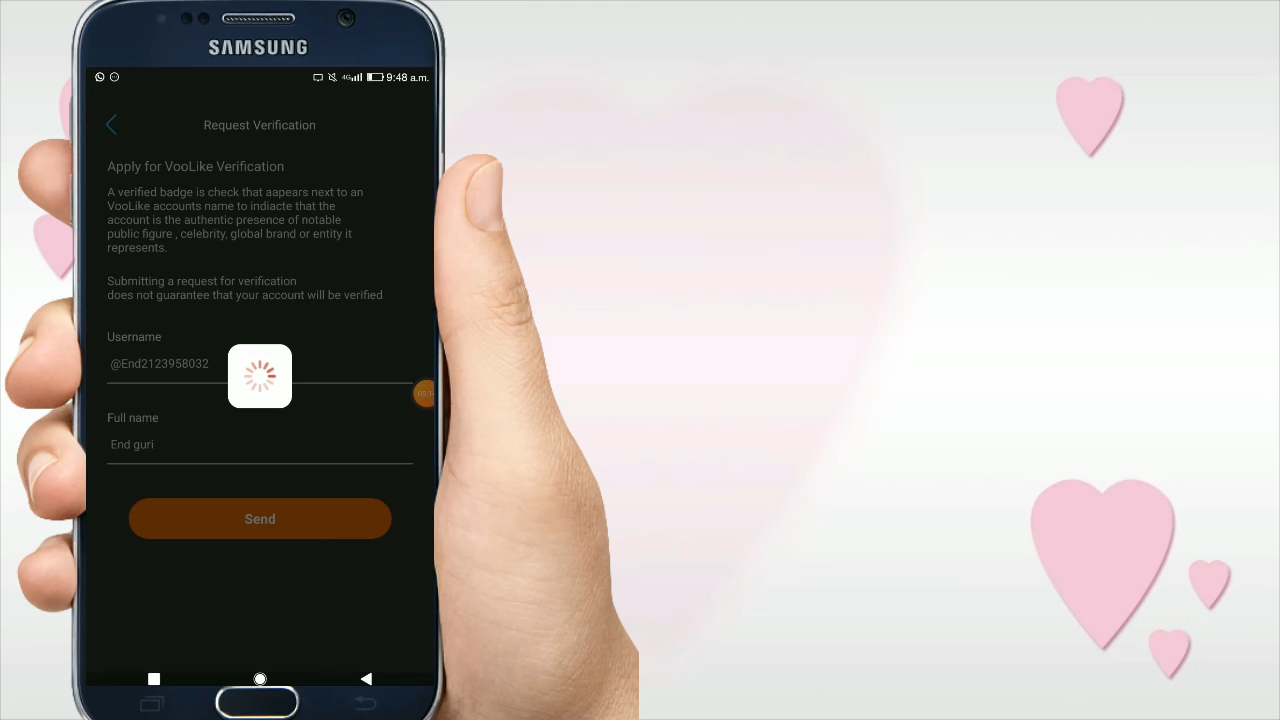 SAMSUNG
4G 9:48 a.m.
Request Verification
Apply for VooLike Verification
A verified badge is check that aapears next to an
VooLike accounts name to indiacte that the
account is the authentic presence of notable
public figure , celebrity, global brand or entity it
represents.
Submitting a request for verification
does not guarantee that your account will be verified
Username
@End2123958032
Full name
End guri
Send